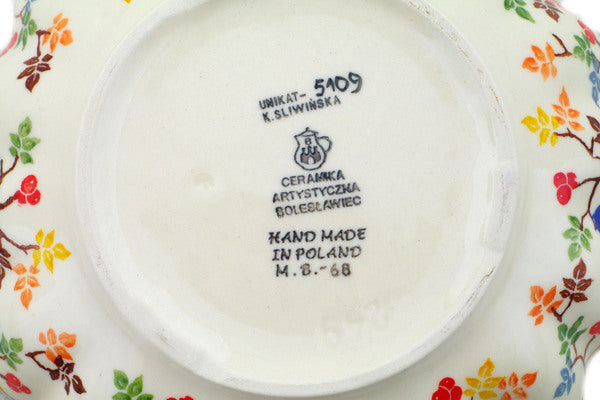 UNIKAT- 5109
K.SLIWIŃSKA
CERAMIKA
ARTYSTYCZNA
BOLESŁAWIEC
HAND MADE
IN POLAND
M.B.-68